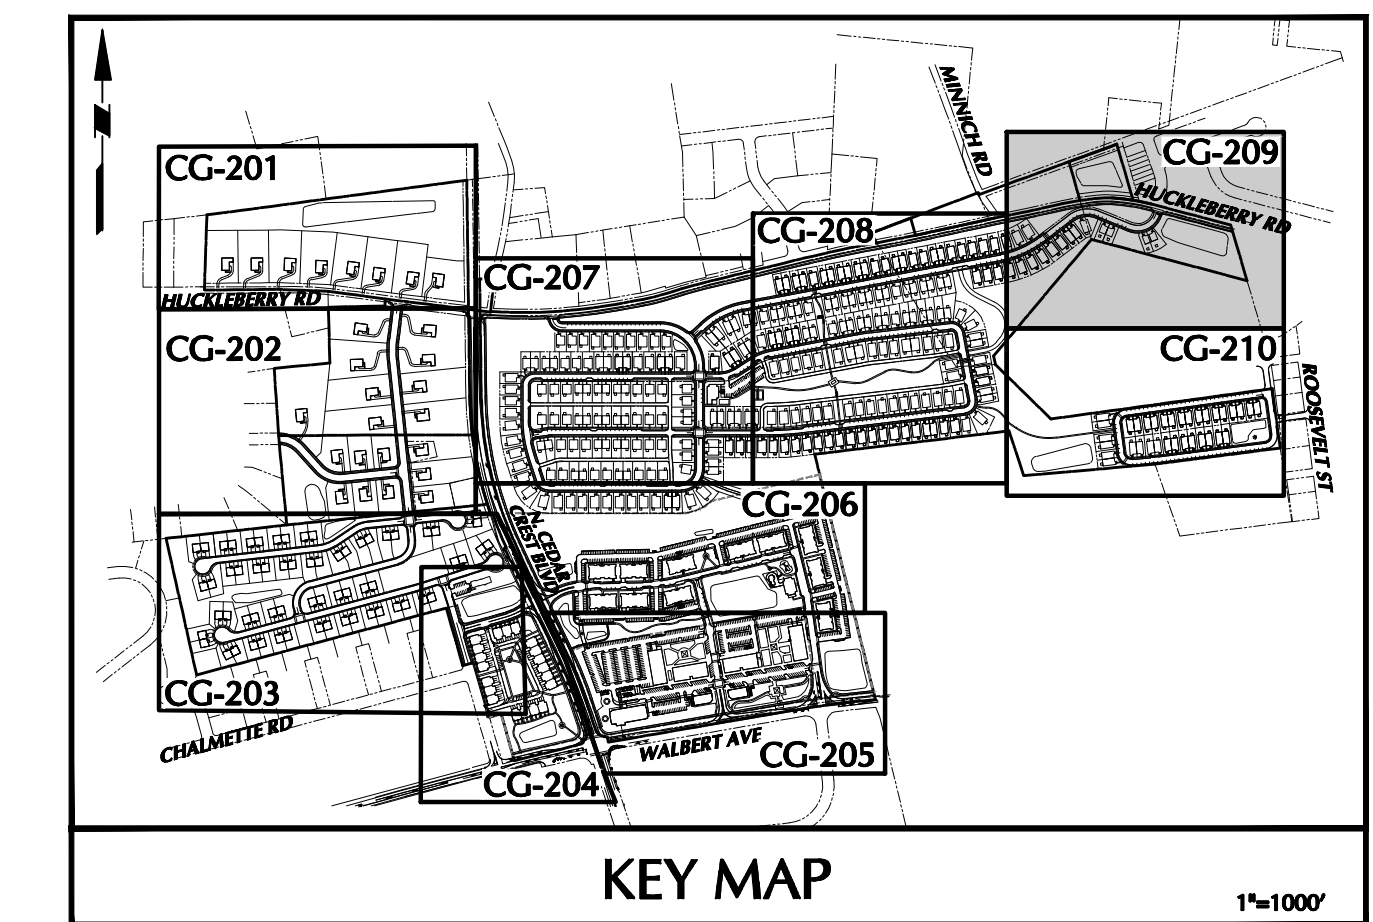 MINNICH RD
CG-201
CG-209
HUCKLEBERRY RD
CG-208
CG-207
HUCKLEBERRY RD
CG-202
CG-210
ROOSEVELT ST
CG-206
N. CEDAR
CREST BLVD
CG-203
CHALMETTE RD
WALBERT AVE
CG-205
CG-204
KEY MAP
1"=1000'